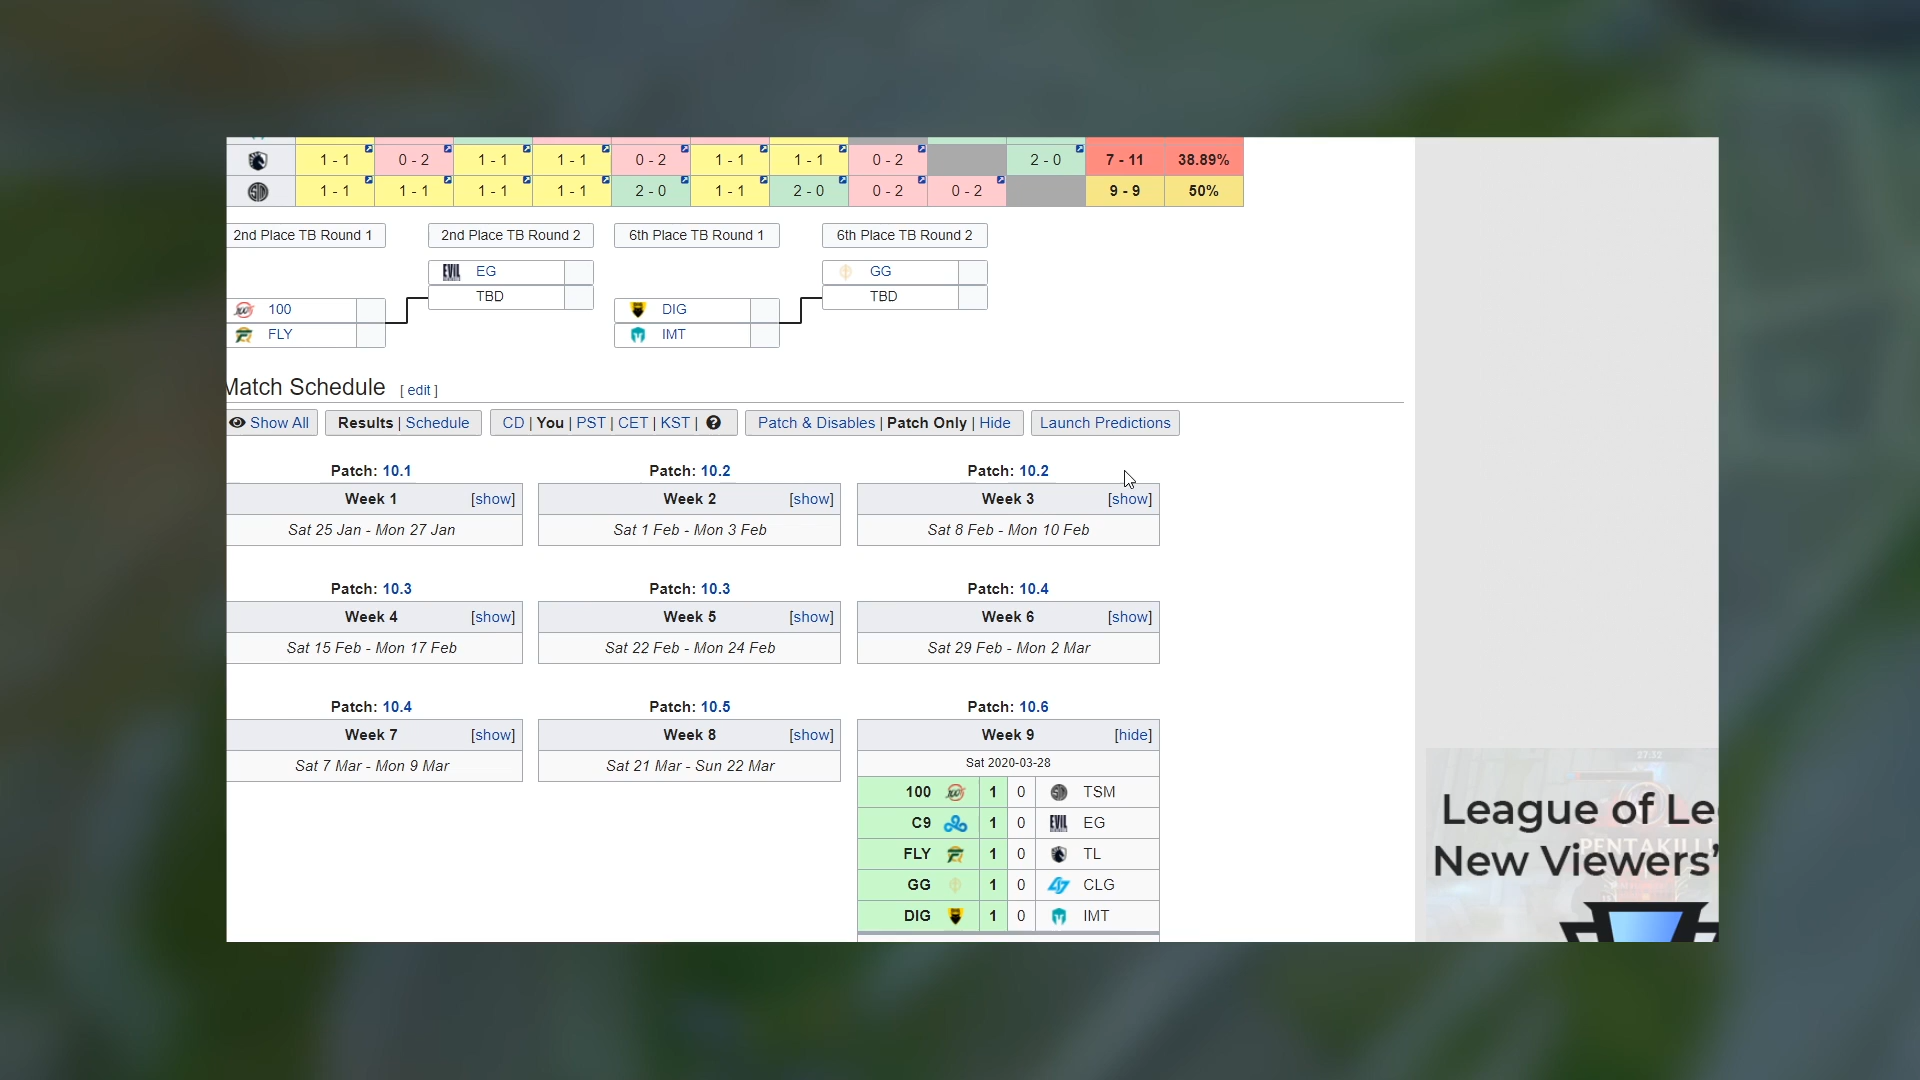 1 - 1 0 - 2 1 - 1 1 - 1 0 - 2 1 - 1 1 - 1 0 - 2 2 - 0 7 - 11 38.89%
1 - 1 1 - 1 1 - 1 1 - 1 2 - 0 1 - 1 2 - 0 0 - 2 0 - 2 9 - 9 50%
2nd Place TB Round 1 2nd Place TB Round 2 6th Place TB Round 1 6th Place TB Round 2
EVIL EG GG
TBD TBD
100 DIG
FLY IMT
Match Schedule [ edit ]
Show All Results | Schedule CD | You | PST | CET | KST | ? Patch & Disables | Patch Only | Hide Launch Predictions
Patch: 10.1 Patch: 10.2 Patch: 10.2
Week 1 [show] Week 2 [show] Week 3 [show]
Sat 25 Jan - Mon 27 Jan Sat 1 Feb - Mon 3 Feb Sat 8 Feb - Mon 10 Feb
Patch: 10.3 Patch: 10.3 Patch: 10.4
Week 4 [show] Week 5 [show] Week 6 [show]
Sat 15 Feb - Mon 17 Feb Sat 22 Feb - Mon 24 Feb Sat 29 Feb - Mon 2 Mar
Patch: 10.4 Patch: 10.5 Patch: 10.6
Week 7 [show] Week 8 [show] Week 9 [hide]
Sat 7 Mar - Mon 9 Mar Sat 21 Mar - Sun 22 Mar Sat 2020-03-28
100 1 0 TSM
C9 1 0 EVIL EG
FLY 1 0 TL
GG 1 0 CLG
DIG 1 0 IMT
27:32
League of Le
PENTAKILL!
New Viewers'